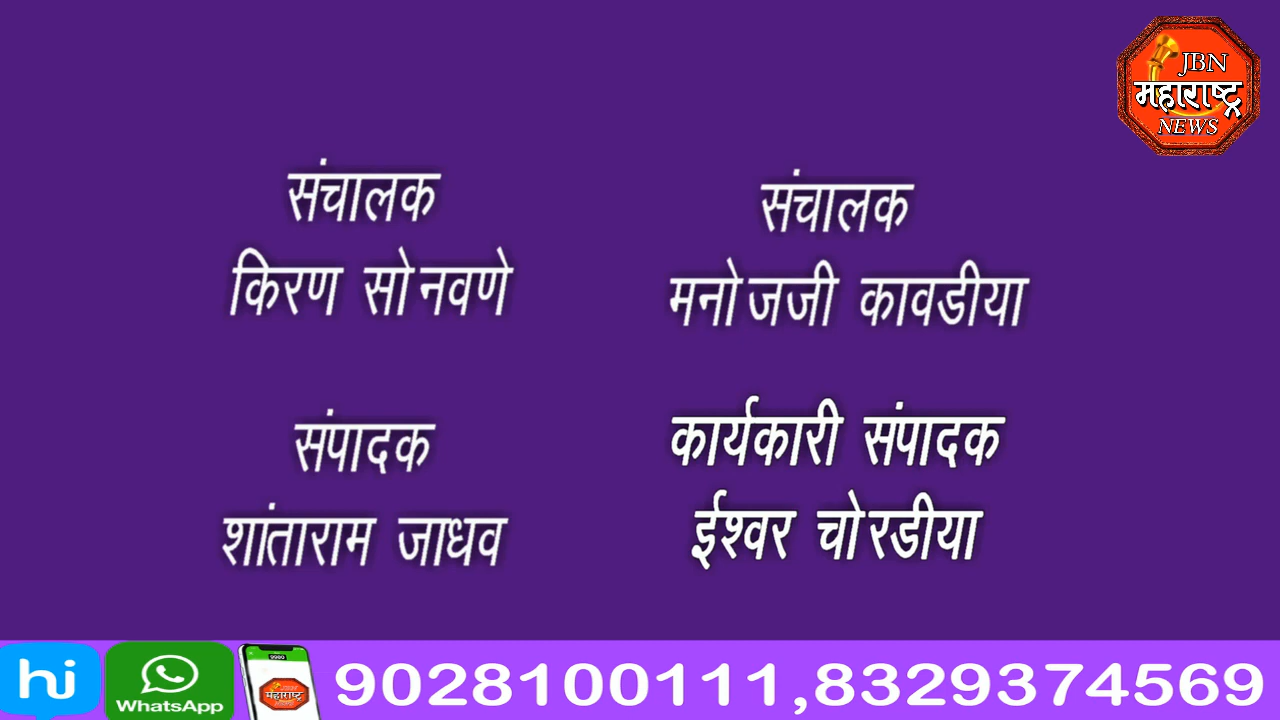 JBN
महाराष्ट्र
NEWS
संचालक
किरण सोनवणे
संचालक
मनोजजी कावडीया
संपादक
शांताराम जाधव
कार्यकारी संपादक
ईश्वर चोरडीया
hi
WhatsApp
महाराष्ट्र
9028100111,8329374569